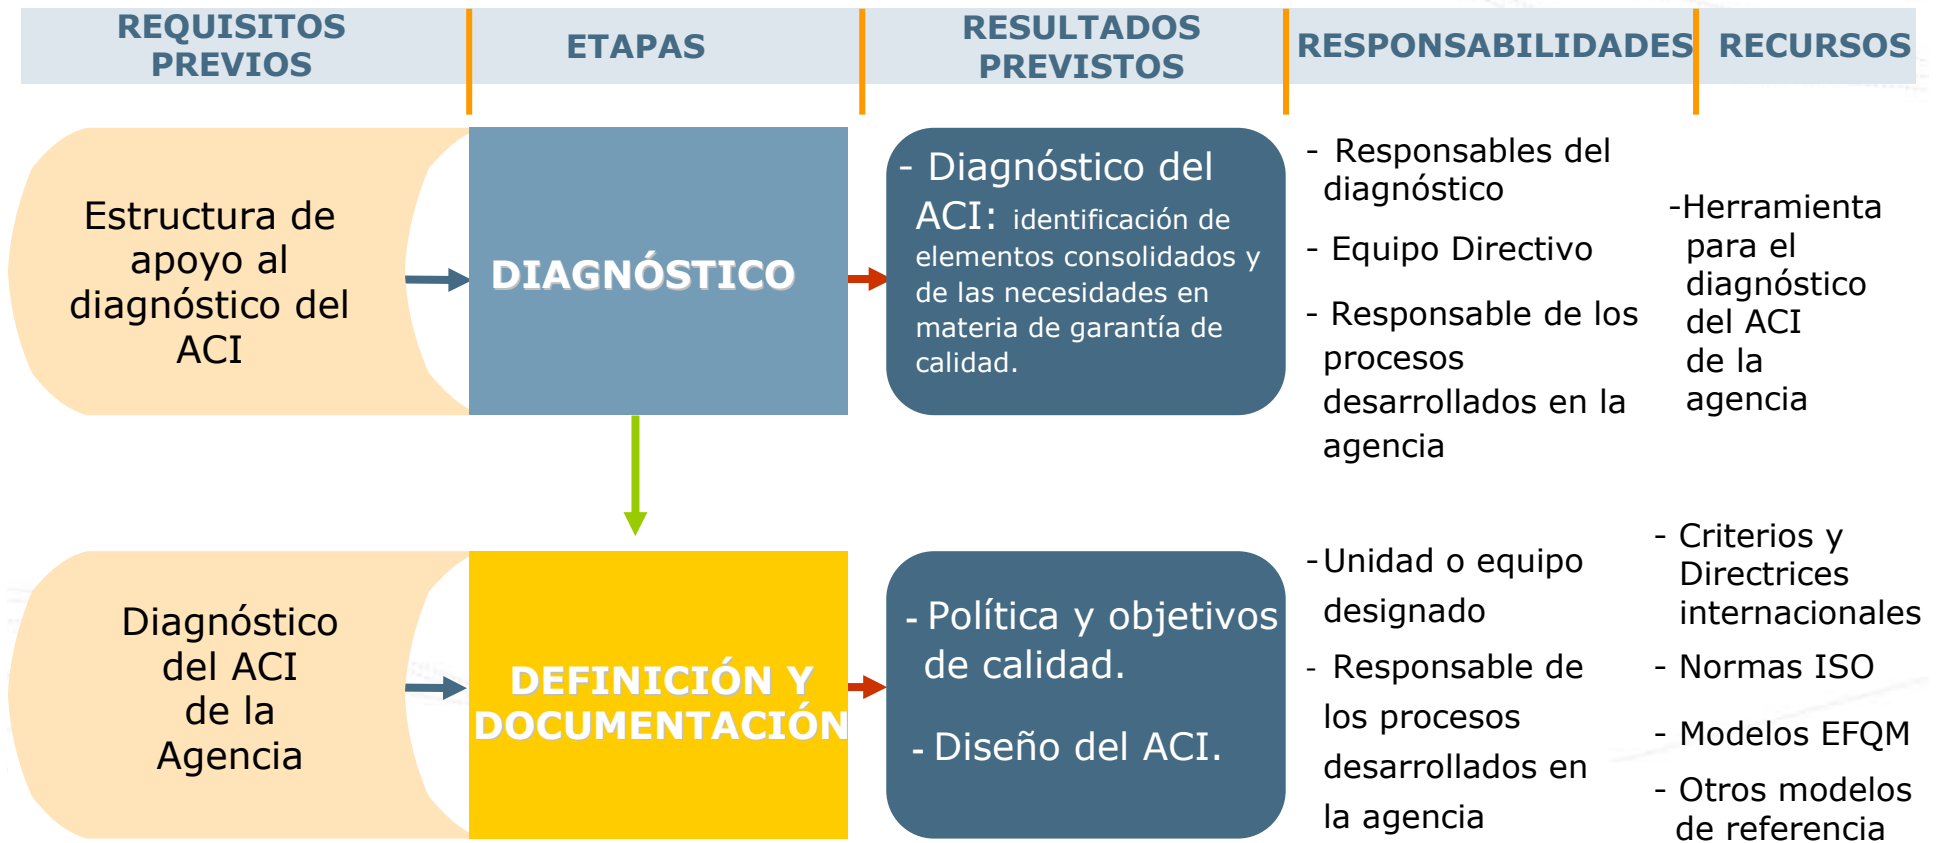 REQUISITOS
PREVIOS
ETAPAS
RESULTADOS
PREVISTOS
RESPONSABILIDADES
RECURSOS
Estructura de
apoyo al
diagnóstico del
ACI
DIAGNÓSTICO
- Diagnóstico del
ACI: identificación de
elementos consolidados y
de las necesidades en
materia de garantía de
calidad.
- Responsables del
diagnóstico
- Equipo Directivo
- Responsable de los
procesos
desarrollados en la
agencia
-Herramienta
para el
diagnóstico
del ACI
de la
agencia
Diagnóstico
del ACI
de la
Agencia
DEFINICIÓN Y
DOCUMENTACIÓN
- Política y objetivos
de calidad.
- Diseño del ACI.
-Unidad o equipo
designado
- Responsable de
los procesos
desarrollados en
la agencia
- Criterios y
Directrices
internacionales
- Normas ISO
- Modelos EFQM
- Otros modelos
de referencia